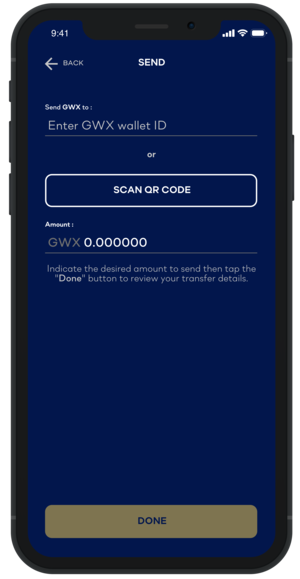 9:41
BACK
SEND
Send GWX to :
Enter GWX wallet ID
or
SCAN QR CODE
Amount :
GWX 0.000000
Indicate the desired amount to send then tap the
"Done" button to review your transfer details.
DONE